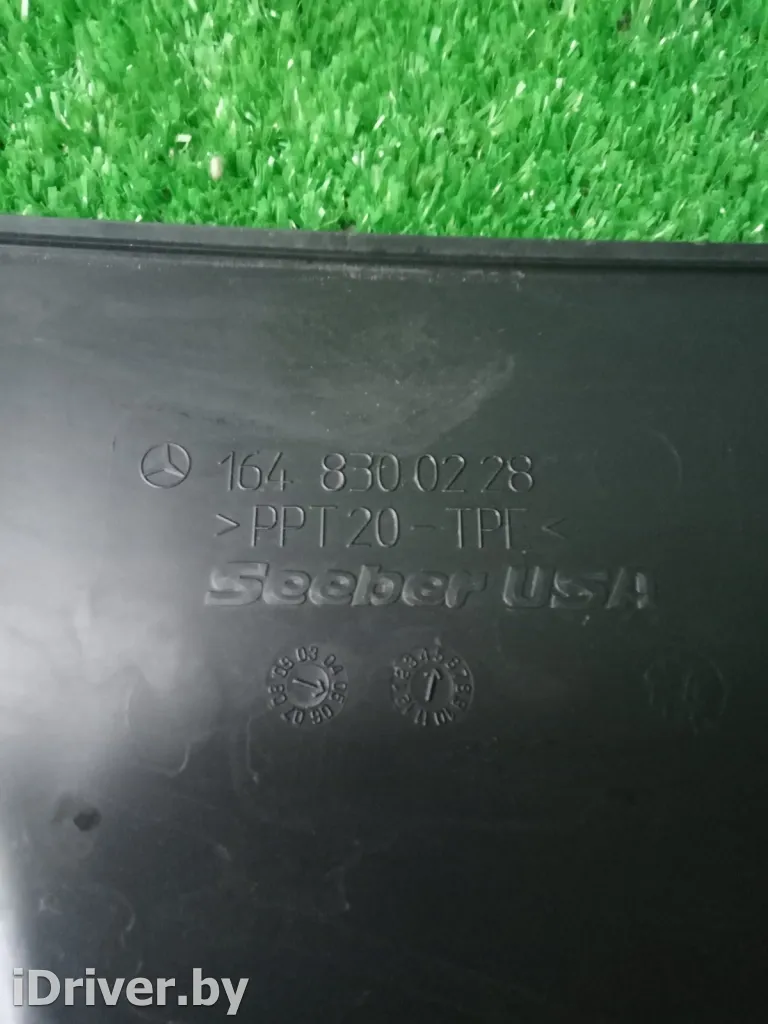 164 830 02 28
>PPT20-TPE<
Seeber USA
iDriver.by